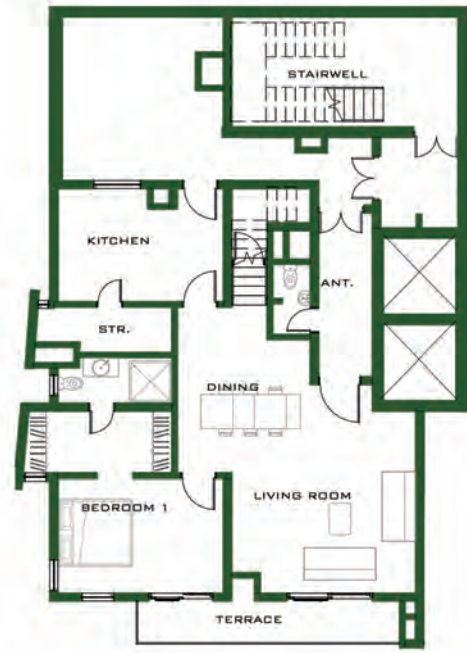 STAIRWELL
KITCHEN
ANT.
STR.
DINING
LIVING ROOM
BEDROOM 1
TERRACE